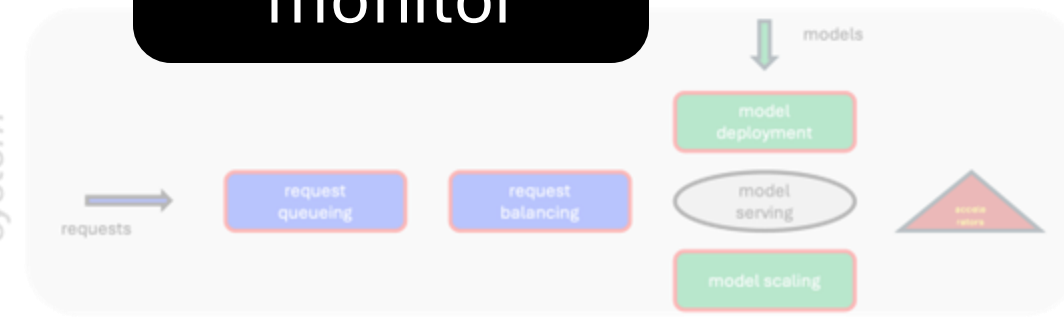 monitor
models
model
deployment
request
queueing
request
balancing
model
serving
requests
model scaling